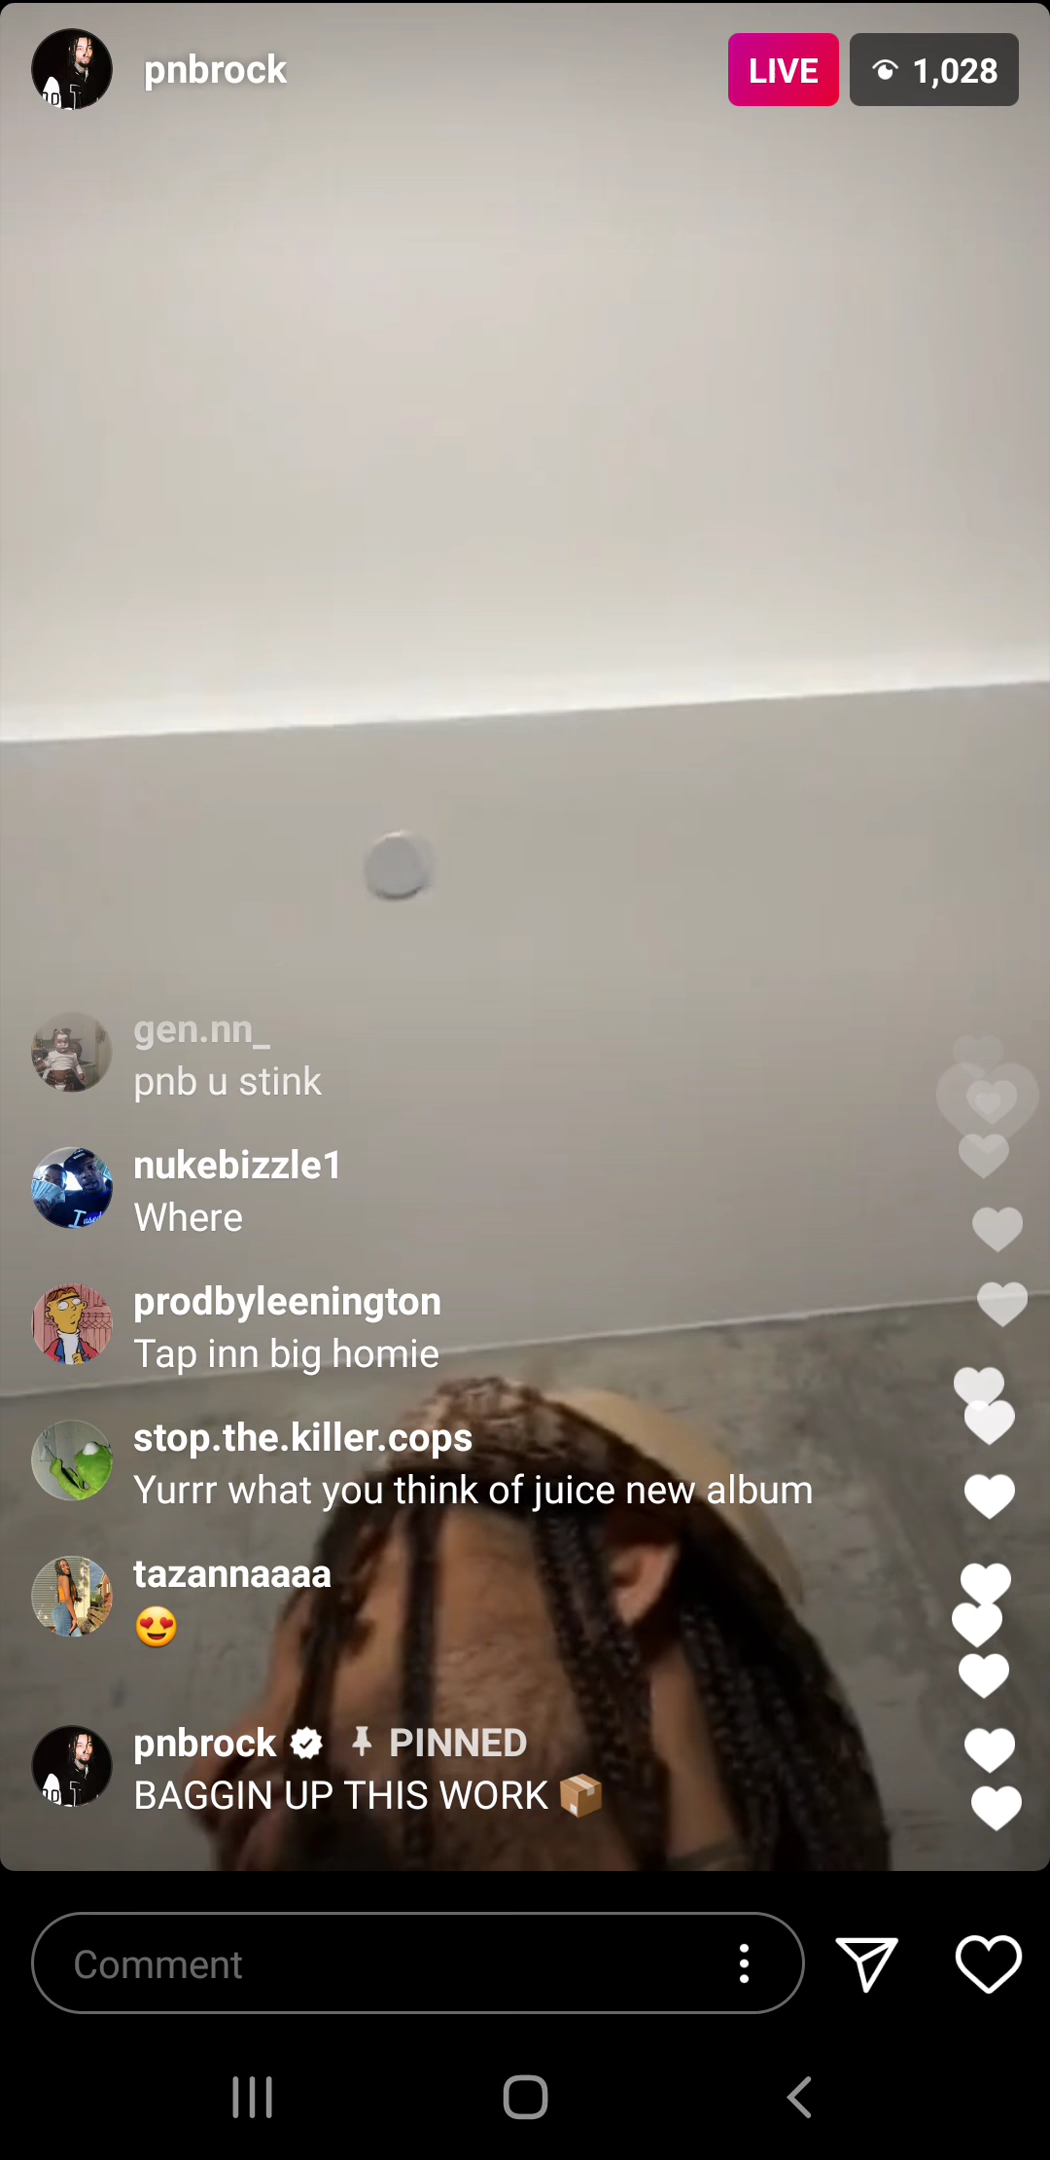 pnbrock
LIVE 1,028
gen.nn_
pnb u stink
nukebizzle1
Where
prodbyleenington
Tap inn big homie
stop.the.killer.cops
Yurrr what you think of juice new album
tazannaaaa
😍
pnbrock PINNED
BAGGIN UP THIS WORK 📦
Comment